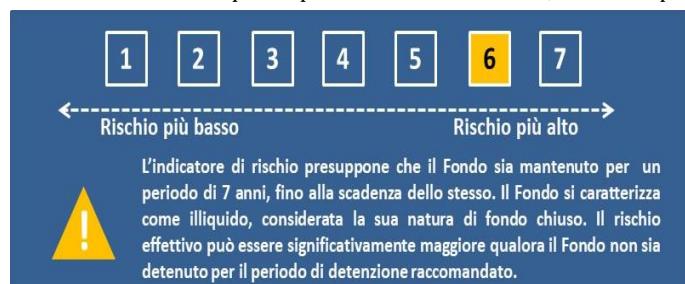 1 2 3 4 5 6 7
Rischio più basso Rischio più alto
L'indicatore di rischio presuppone che il Fondo sia mantenuto per un
periodo di 7 anni, fino alla scadenza dello stesso. Il Fondo si caratterizza
come illiquido, considerata la sua natura di fondo chiuso. Il rischio
effettivo può essere significativamente maggiore qualora il Fondo non sia
detenuto per il periodo di detenzione raccomandato.